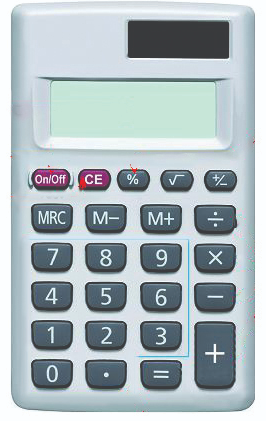 On/Off CE % √ +/−
MRC M− M+ ÷
7 8 9 ×
4 5 6 −
1 2 3 +
0 . =